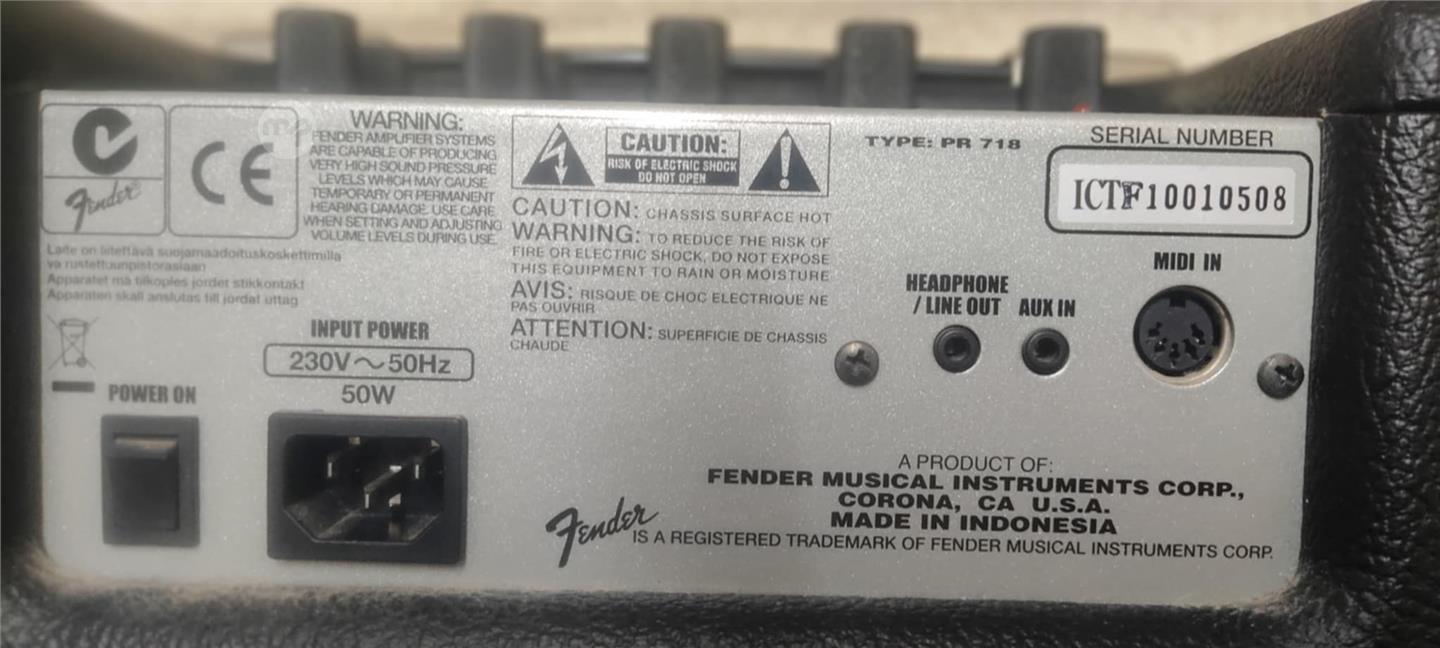 Fender
CE
WARNING:
FENDER AMPLIFIER SYSTEMS
ARE CAPABLE OF PRODUCING
VERY HIGH SOUND PRESSURE
LEVELS WHICH MAY CAUSE
TEMPORARY OR PERMANENT
HEARING DAMAGE. USE CARE
WHEN SETTING AND ADJUSTING
VOLUME LEVELS DURING USE.
Laite on liitettävä suojamaadoituskoskettimilla
va rustettuunpistorasiaan
Apparatet må tilkoples jordet stikkontakt
Apparaten skall anslutas till jordat uttag
POWER ON
INPUT POWER
230V~50Hz
50W
CAUTION:
RISK OF ELECTRIC SHOCK
DO NOT OPEN
CAUTION: CHASSIS SURFACE HOT
WARNING: TO REDUCE THE RISK OF
FIRE OR ELECTRIC SHOCK, DO NOT EXPOSE
THIS EQUIPMENT TO RAIN OR MOISTURE
AVIS: RISQUE DE CHOC ELECTRIQUE NE
PAS OUVRIR
ATTENTION: SUPERFICIE DE CHASSIS
CHAUDE
TYPE: PR 718
SERIAL NUMBER
ICTF10010508
HEADPHONE
/ LINE OUT
AUX IN
MIDI IN
A PRODUCT OF:
FENDER MUSICAL INSTRUMENTS CORP.,
CORONA, CA U.S.A.
MADE IN INDONESIA
Fender IS A REGISTERED TRADEMARK OF FENDER MUSICAL INSTRUMENTS CORP.